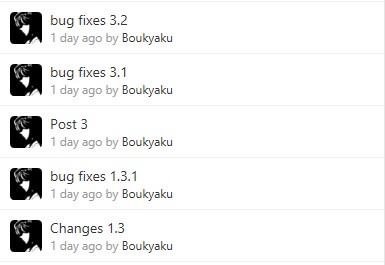 bug fixes 3.2
1 day ago by Boukyaku
bug fixes 3.1
1 day ago by Boukyaku
Post 3
1 day ago by Boukyaku
bug fixes 1.3.1
1 day ago by Boukyaku
Changes 1.3
1 day ago by Boukyaku